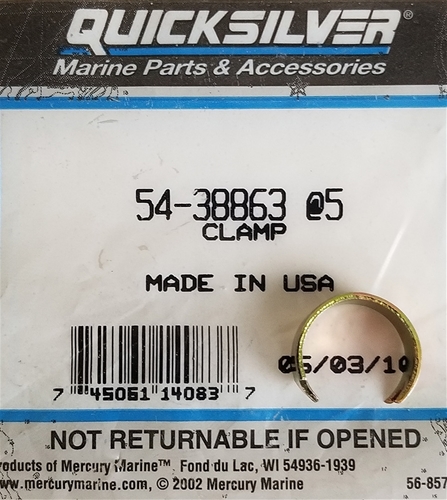 QUICKSILVER®
Marine Parts & Accessories
54-38863 @5
CLAMP
MADE IN USA
05/03/10
7 45061 14083 7
NOT RETURNABLE IF OPENED
oducts of Mercury Marine™ Fond du Lac, WI 54936-1939
ww.mercurymarine.com, © 2002 Mercury Marine
56-857